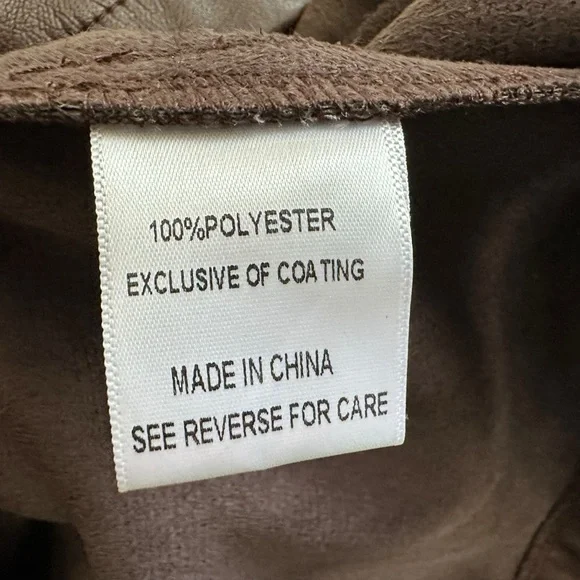 100%POLYESTER
EXCLUSIVE OF COATING
MADE IN CHINA
SEE REVERSE FOR CARE